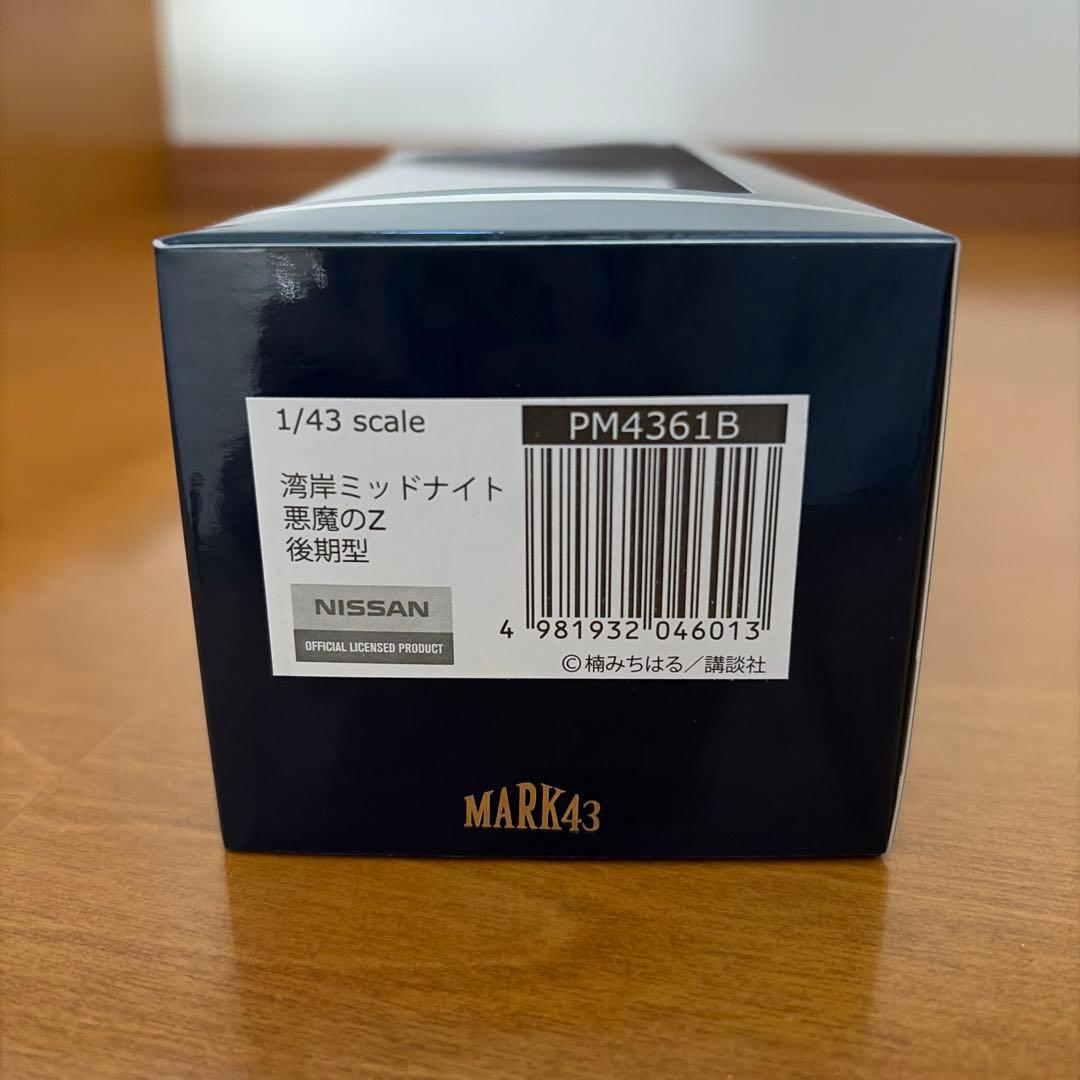 1/43 scale
PM4361B
湾岸ミッドナイト
悪魔のZ
後期型
NISSAN
OFFICIAL LICENSED PRODUCT
4 981932 046013
©楠みちはる/講談社
MARK43